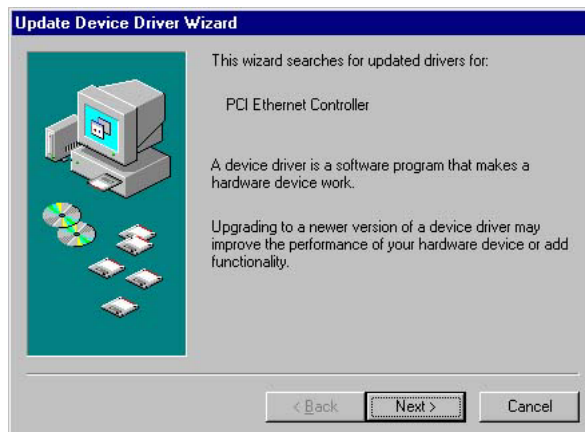 Update Device Driver Wizard
This wizard searches for updated drivers for:
PCI Ethernet Controller
A device driver is a software program that makes a
hardware device work.
Upgrading to a newer version of a device driver may
improve the performance of your hardware device or add
functionality.
< Back
Next >
Cancel